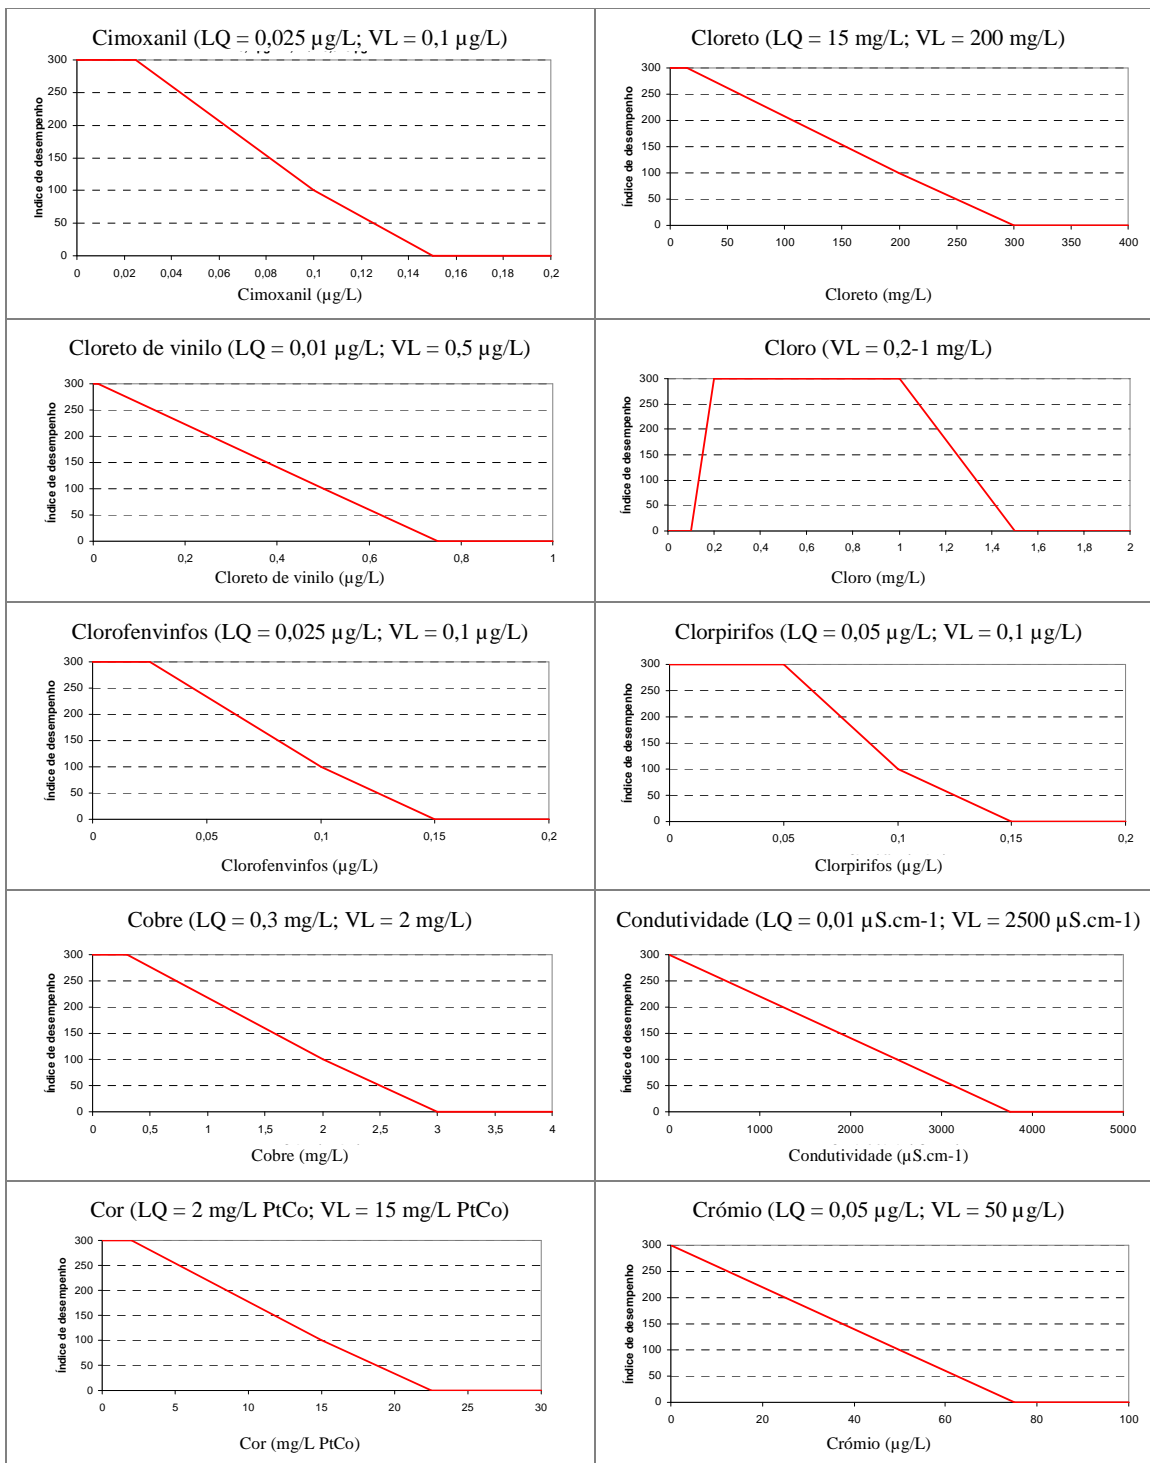 Cimoxanil (LQ = 0,025 µg/L; VL = 0,1 µg/L)
300
250
200
150
100
50
0
Índice de desempenho
0 0,02 0,04 0,06 0,08 0,1 0,12 0,14 0,16 0,18 0,2
Cimoxanil (µg/L)
Cloreto (LQ = 15 mg/L; VL = 200 mg/L)
300
250
200
150
100
50
0
Índice de desempenho
0 50 100 150 200 250 300 350 400
Cloreto (mg/L)
Cloreto de vinilo (LQ = 0,01 µg/L; VL = 0,5 µg/L)
300
250
200
150
100
50
0
Índice de desempenho
0 0,2 0,4 0,6 0,8 1
Cloreto de vinilo (µg/L)
Cloro (VL = 0,2-1 mg/L)
300
250
200
150
100
50
0
Índice de desempenho
0 0,2 0,4 0,6 0,8 1 1,2 1,4 1,6 1,8 2
Cloro (mg/L)
Clorofenvinfos (LQ = 0,025 µg/L; VL = 0,1 µg/L)
300
250
200
150
100
50
0
Índice de desempenho
0 0,05 0,1 0,15 0,2
Clorofenvinfos (µg/L)
Clorpirifos (LQ = 0,05 µg/L; VL = 0,1 µg/L)
300
250
200
150
100
50
0
Índice de desempenho
0 0,05 0,1 0,15 0,2
Clorpirifos (µg/L)
Cobre (LQ = 0,3 mg/L; VL = 2 mg/L)
300
250
200
150
100
50
0
Índice de desempenho
0 0,5 1 1,5 2 2,5 3 3,5 4
Cobre (mg/L)
Condutividade (LQ = 0,01 µS.cm-1; VL = 2500 µS.cm-1)
300
250
200
150
100
50
0
Índice de desempenho
0 1000 2000 3000 4000 5000
Condutividade (µS.cm-1)
Cor (LQ = 2 mg/L PtCo; VL = 15 mg/L PtCo)
300
250
200
150
100
50
0
Índice de desempenho
0 5 10 15 20 25 30
Cor (mg/L PtCo)
Crómio (LQ = 0,05 µg/L; VL = 50 µg/L)
300
250
200
150
100
50
0
Índice de desempenho
0 20 40 60 80 100
Crómio (µg/L)